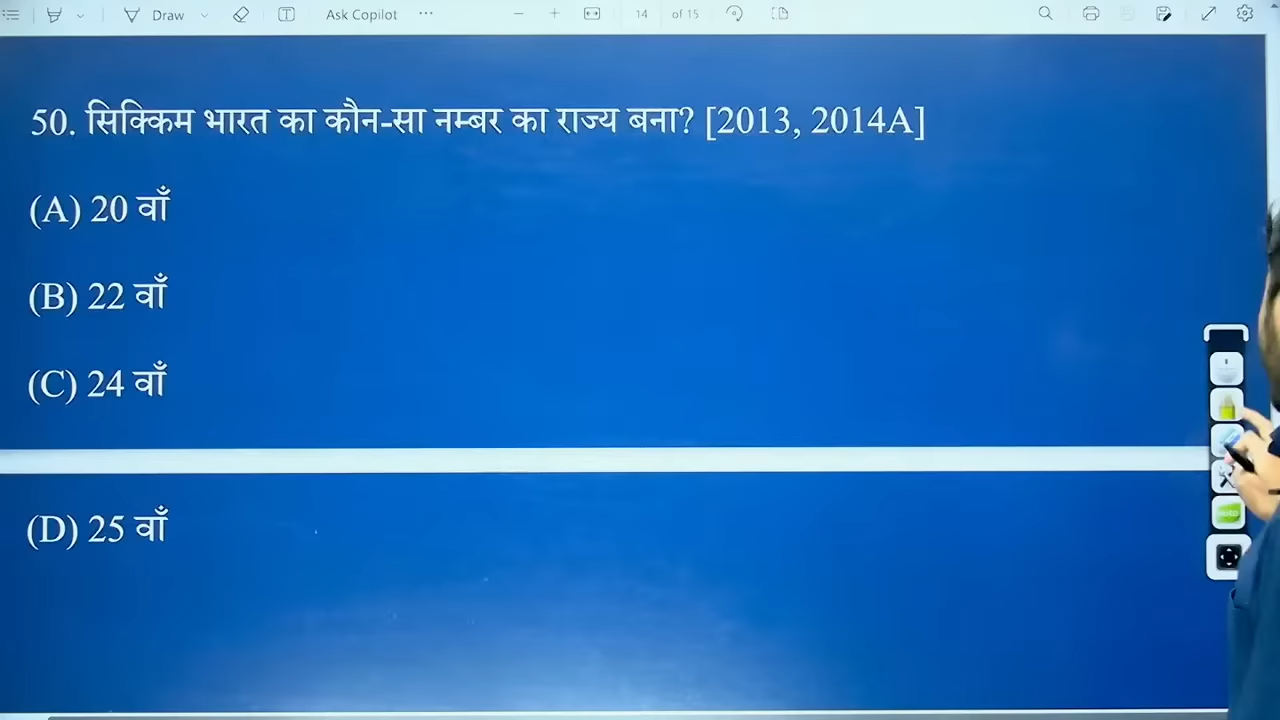 Draw
Ask Copilot
14 of 15
50. सिक्किम भारत का कौन-सा नम्बर का राज्य बना? [2013, 2014A]
(A) 20 वाँ
(B) 22 वाँ
(C) 24 वाँ
(D) 25 वाँ